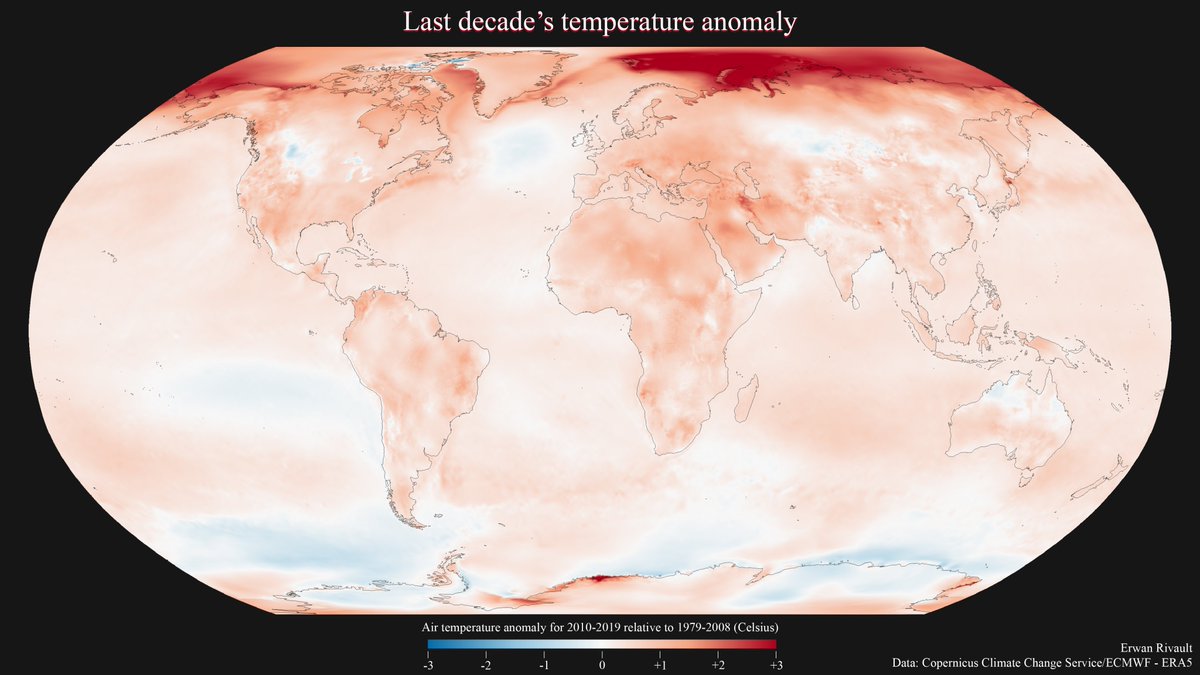 Last decade’s temperature anomaly
Air temperature anomaly for 2010-2019 relative to 1979-2008 (Celsius)
-3 -2 -1 0 +1 +2 +3
Erwan Rivault
Data: Copernicus Climate Change Service/ECMWF - ERA5